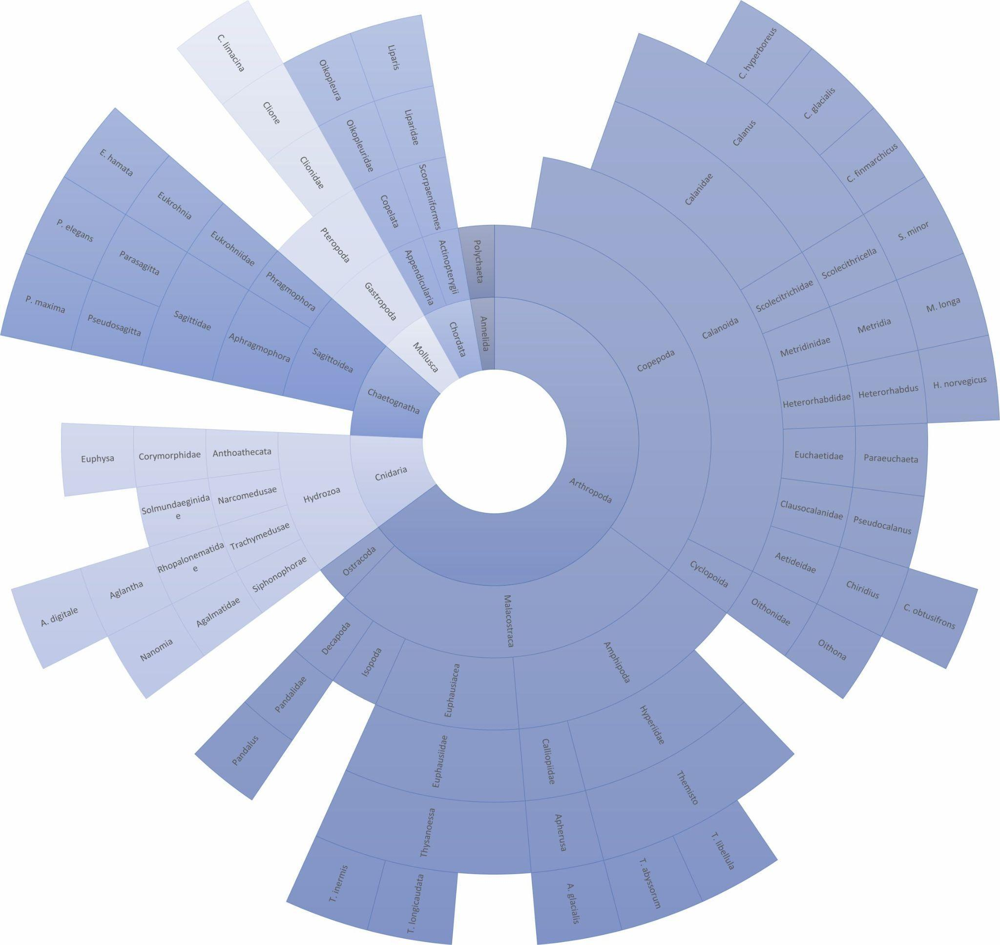 Arthropoda
Copepoda
Calanoida
Calanidae
Calanus
C. hyperboreus
C. glacialis
C. finmarchicus
Scolecitrichidae
Scolecithricella
S. minor
Metridinidae
Metridia
M. longa
Heterorhabdidae
Heterorhabdus
H. norvegicus
Euchaetidae
Paraeuchaeta
Clausocalanidae
Pseudocalanus
Aetideidae
Chiridius
C. obtusifrons
Cyclopoida
Oithonidae
Oithona
Malacostraca
Amphipoda
Hyperiidae
Themisto
T. libellula
T. abyssorum
Calliopiidae
Apherusa
A. glacialis
Euphausiacea
Euphausiidae
Thysanoessa
T. longicaudata
T. inermis
Isopoda
Decapoda
Pandalidae
Pandalus
Ostracoda
Cnidaria
Hydrozoa
Siphonophorae
Agalmatidae
Nanomia
Trachymedusae
Rhopalonematida
e
Aglantha
A. digitale
Narcomedusae
Solmundaeginida
e
Anthoathecata
Corymorphidae
Euphysa
Chaetognatha
Sagittoidea
Aphragmophora
Sagittidae
Pseudosagitta
P. maxima
Parasagitta
P. elegans
Phragmophora
Eukrohniidae
Eukrohnia
E. hamata
Mollusca
Gastropoda
Pteropoda
Clionidae
Clione
C. limacina
Chordata
Appendicularia
Copelata
Oikopleuridae
Oikopleura
Actinopterygii
Scorpaeniformes
Liparidae
Liparis
Annelida
Polychaeta